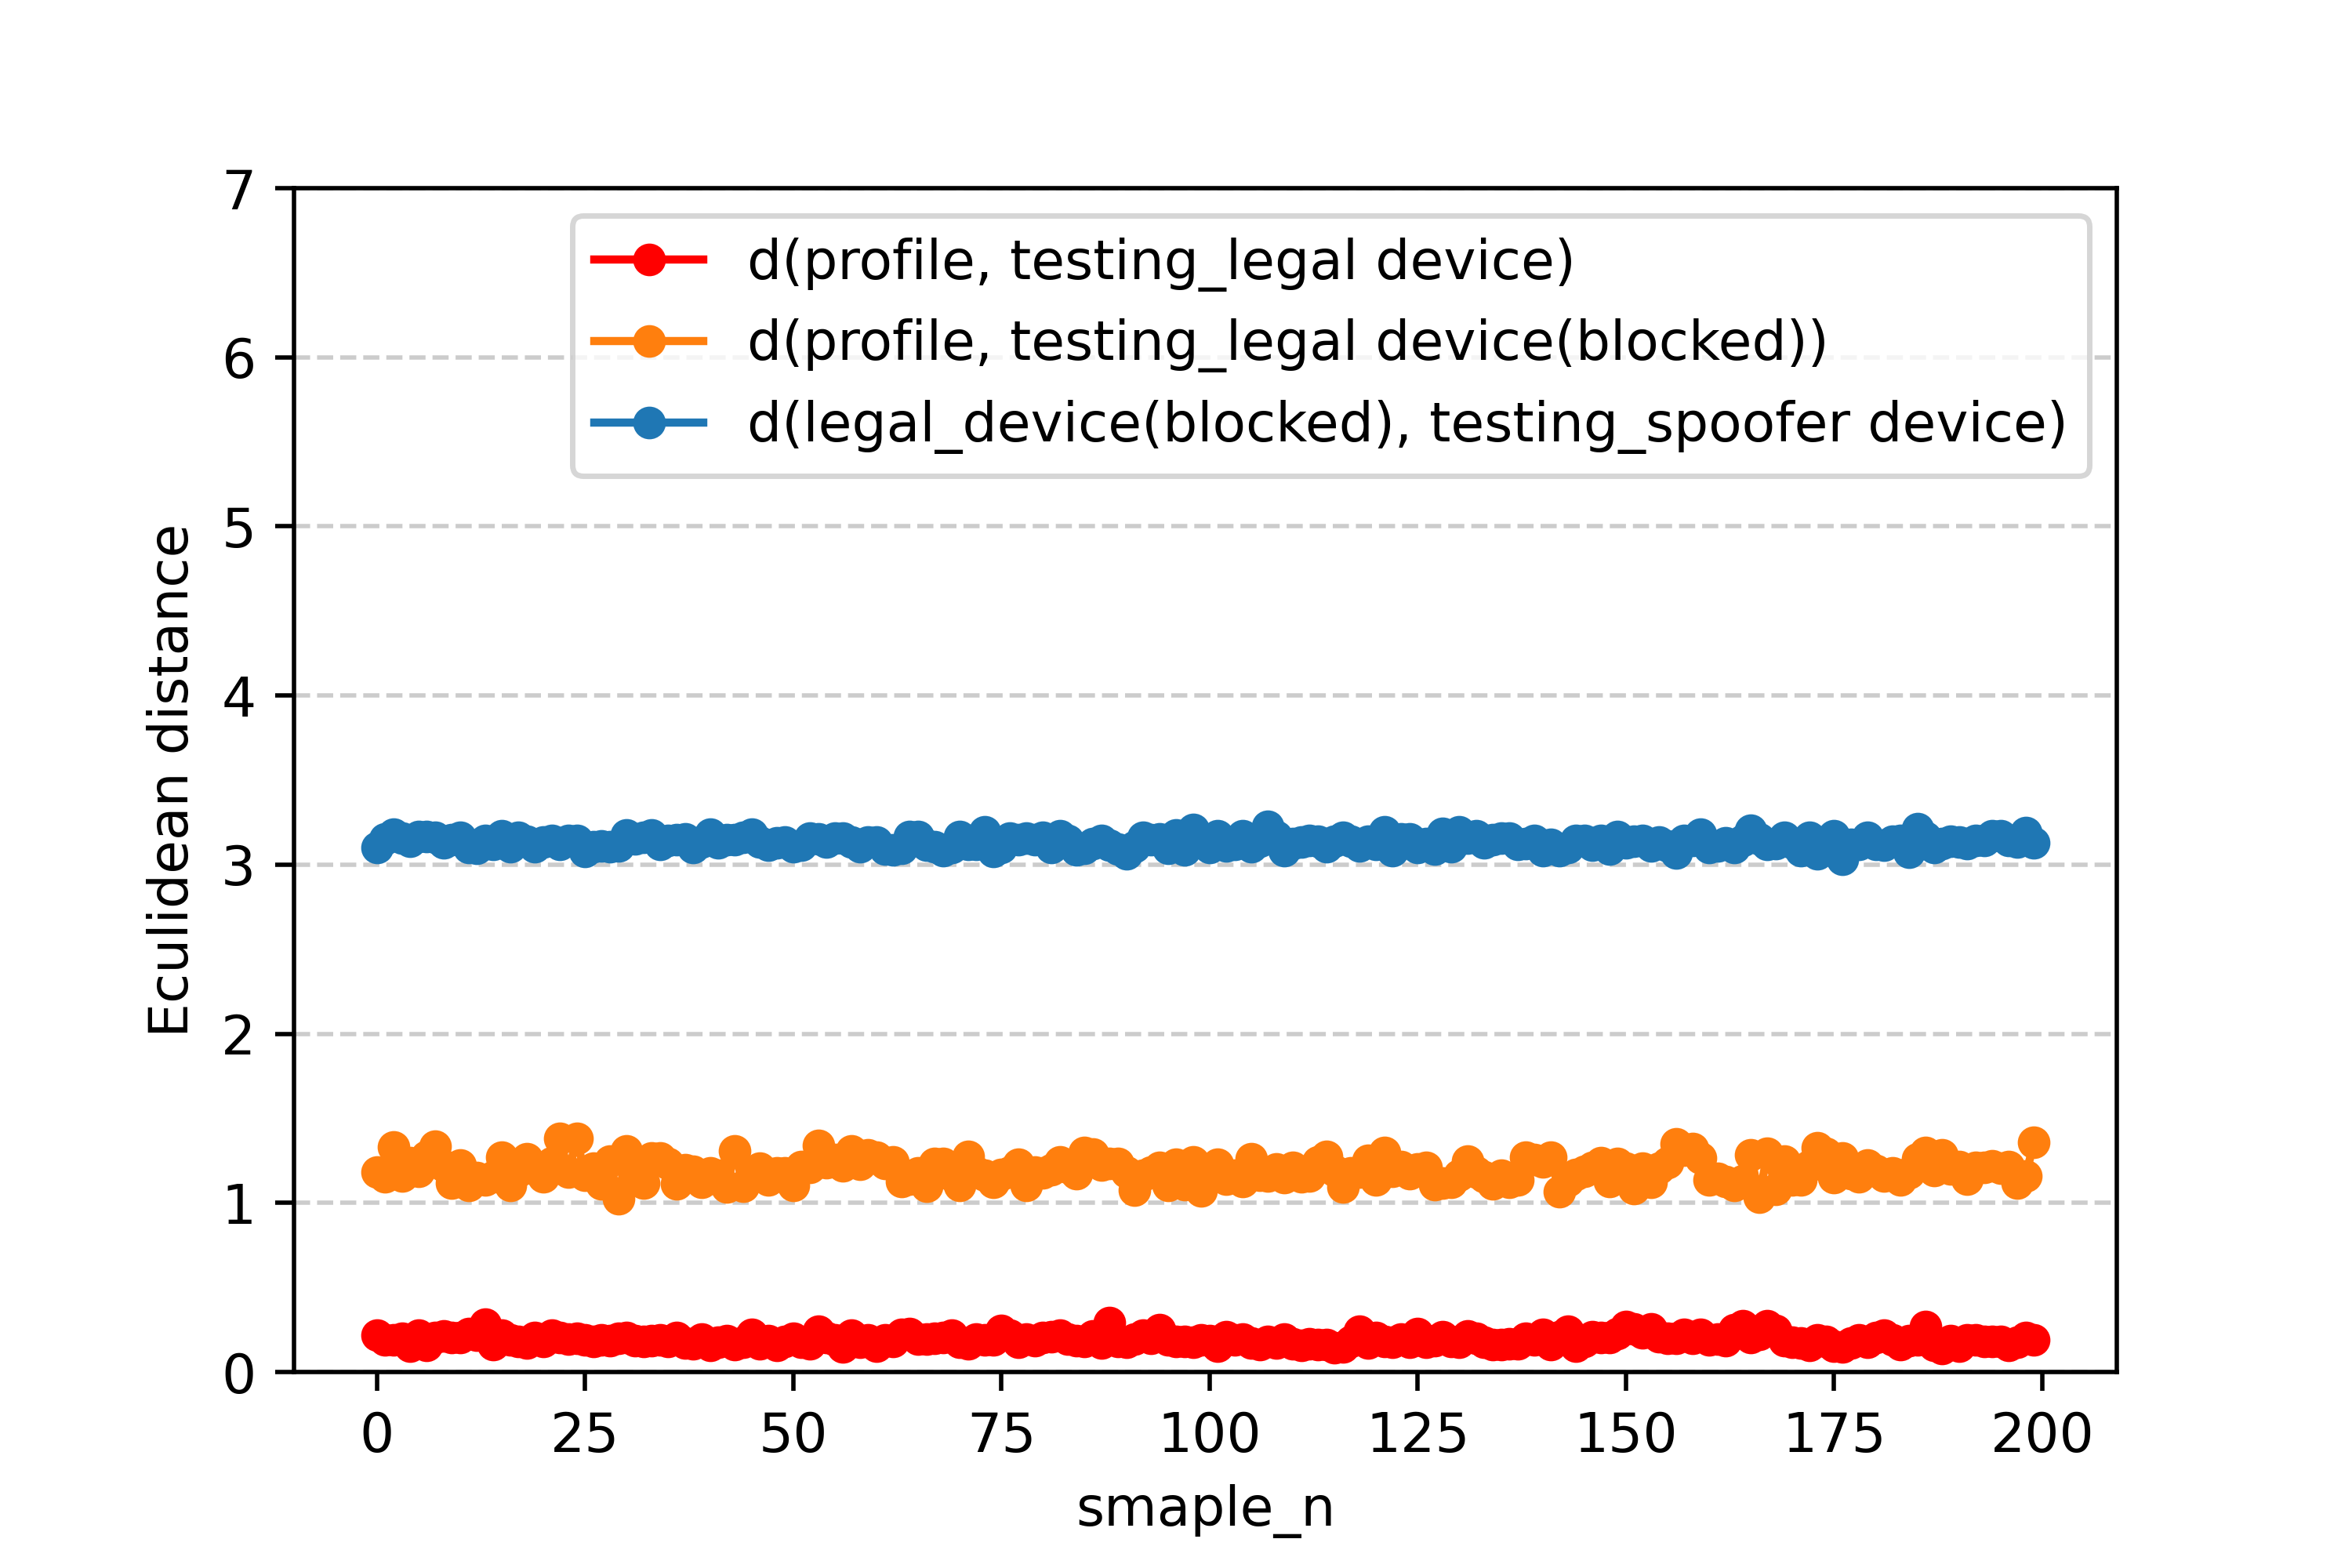 7
6
5
4
3
2
1
0
Eculidean distance
d(profile, testing_legal device)
d(profile, testing_legal device(blocked))
d(legal_device(blocked), testing_spoofer device)
0 25 50 75 100 125 150 175 200
smaple_n